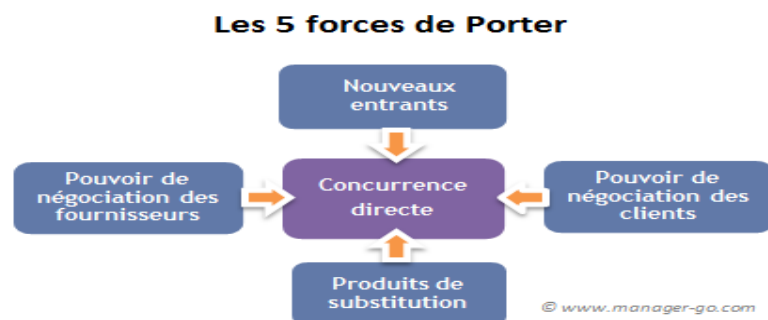 Les 5 forces de Porter
Nouveaux
entrants
Pouvoir de
négociation des
fournisseurs
Concurrence
directe
Pouvoir de
négociation des
clients
Produits de
substitution
© www.manager-go.com